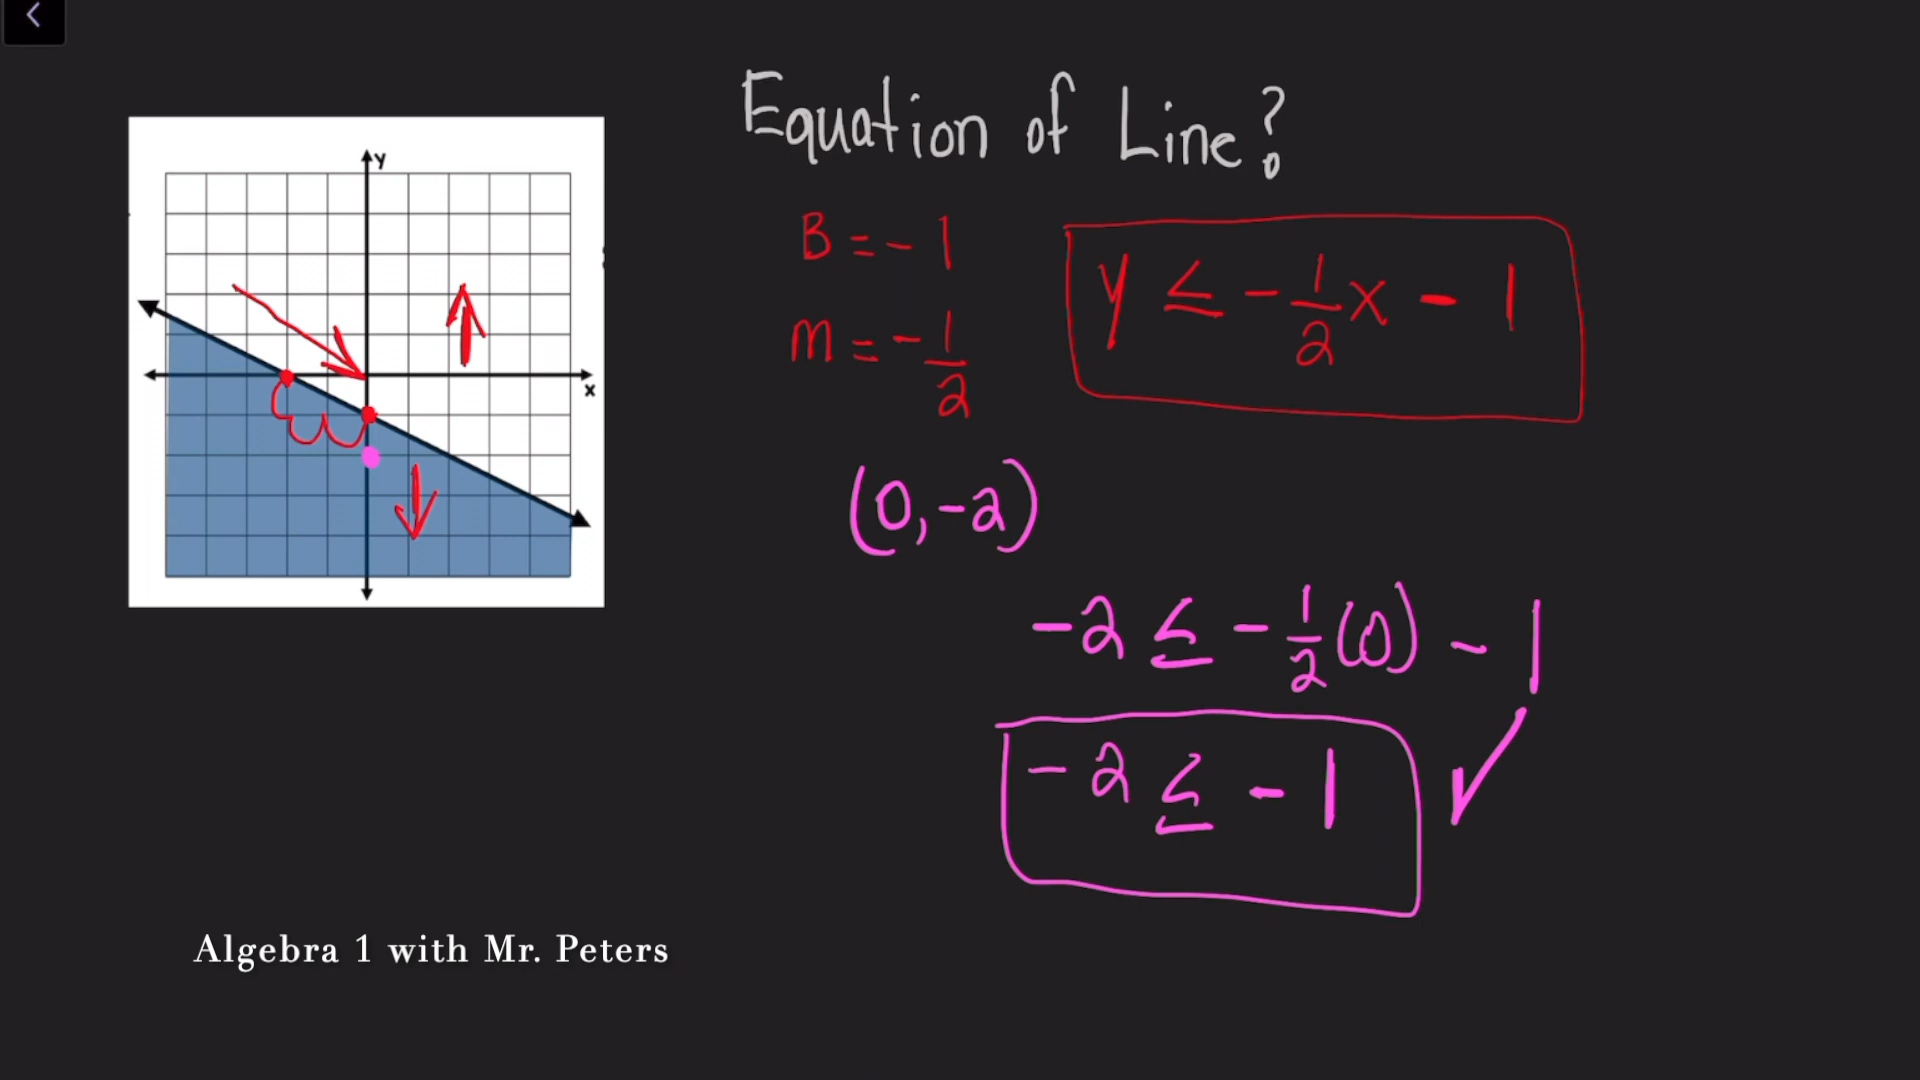 Equation of Line?
y
x
B = - 1
m = - 1/2
y ≤ - 1/2 x - 1
(0, -2)
-2 ≤ - 1/2 (0) - 1
-2 ≤ - 1
Algebra 1 with Mr. Peters